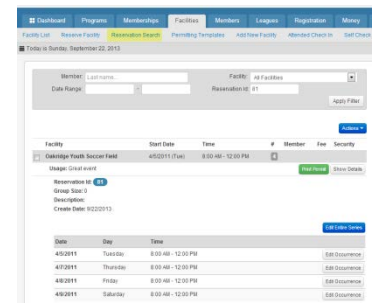 Dashboard Programs Memberships Facilities Members Leagues Registration Money
Facility List Reserve Facility Reservation Search Permitting Templates Add New Facility Attended Check In Self Check
Today is Sunday, September 22, 2013
Member: Last name... Facility: All Facilities
Date Range: - Reservation Id: 81
Apply Filter
Actions
Facility Start Date Time # Member Fee Security
Oakridge Youth Soccer Field 4/5/2011 (Tue) 8:00 AM - 12:00 PM 4
Usage: Great event Print Permit Show Details
Reservation Id: 81
Group Size: 0
Description:
Create Date: 9/22/2013
Edit Entire Series
Date Day Time
4/5/2011 Tuesday 8:00 AM - 12:00 PM Edit Occurrence
4/7/2011 Thursday 8:00 AM - 12:00 PM Edit Occurrence
4/8/2011 Friday 8:00 AM - 12:00 PM Edit Occurrence
4/9/2011 Saturday 8:00 AM - 12:00 PM Edit Occurrence